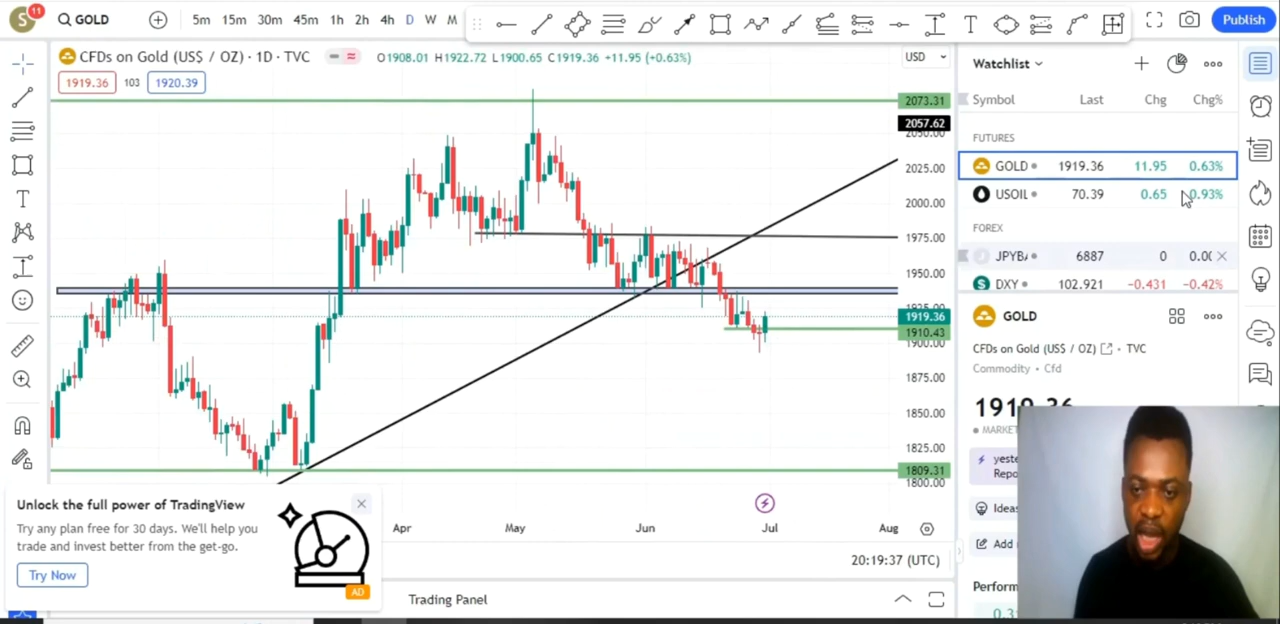 S
11
GOLD
5m 15m 30m 45m 1h 2h 4h D W M
T
Publish
CFDs on Gold (US$ / OZ) · 1D · TVC
O1908.01 H1922.72 L1900.65 C1919.36 +11.95 (+0.63%)
USD
1919.36 103 1920.39
2073.31
2057.62
2050.00
2025.00
2000.00
1975.00
1950.00
1925.00
1919.36
1910.43
1900.00
1875.00
1850.00
1825.00
1809.31
1800.00
T
Apr May Jun Jul Aug
20:19:37 (UTC)
Trading Panel
Unlock the full power of TradingView
Try any plan free for 30 days. We'll help you
trade and invest better from the get-go.
Try Now
AD
Watchlist
Symbol Last Chg Chg%
FUTURES
GOLD 1919.36 11.95 0.63%
USOIL 70.39 0.65 0.93%
FOREX
6887 0
DXY 102.921 -0.431 -0.42%
GOLD
CFDs on Gold (US$ / OZ) · TVC
Commodity · Cfd
1919.36